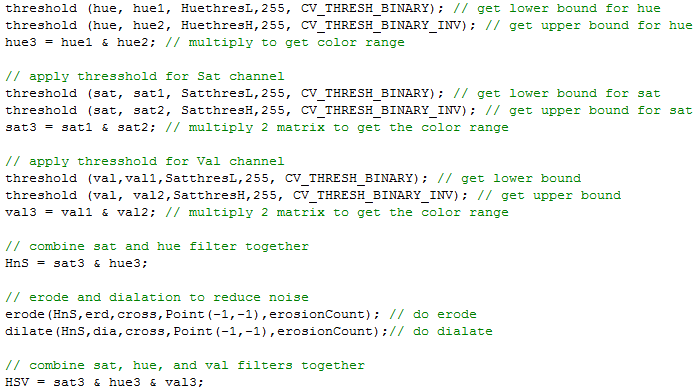 threshold (hue, hue1, HuethresL,255, CV_THRESH_BINARY); // get lower bound for hue
threshold (hue, hue2, HuethresH,255, CV_THRESH_BINARY_INV); // get upper bound for hue
hue3 = hue1 & hue2; // multiply to get color range
// apply thresshold for Sat channel
threshold (sat, sat1, SatthresL,255, CV_THRESH_BINARY); // get lower bound for sat
threshold (sat, sat2, SatthresH,255, CV_THRESH_BINARY_INV); // get upper bound for sat
sat3 = sat1 & sat2; // multiply 2 matrix to get the color range
// apply thresshold for Val channel
threshold (val,val1,SatthresL,255, CV_THRESH_BINARY); // get lower bound
threshold (val, val2,SatthresH,255, CV_THRESH_BINARY_INV); // get upper bound
val3 = val1 & val2; // multiply 2 matrix to get the color range
// combine sat and hue filter together
HnS = sat3 & hue3;
// erode and dialation to reduce noise
erode(HnS,erd,cross,Point(-1,-1),erosionCount); // do erode
dilate(HnS,dia,cross,Point(-1,-1),erosionCount);// do dialate
// combine sat, hue, and val filters together
HSV = sat3 & hue3 & val3;